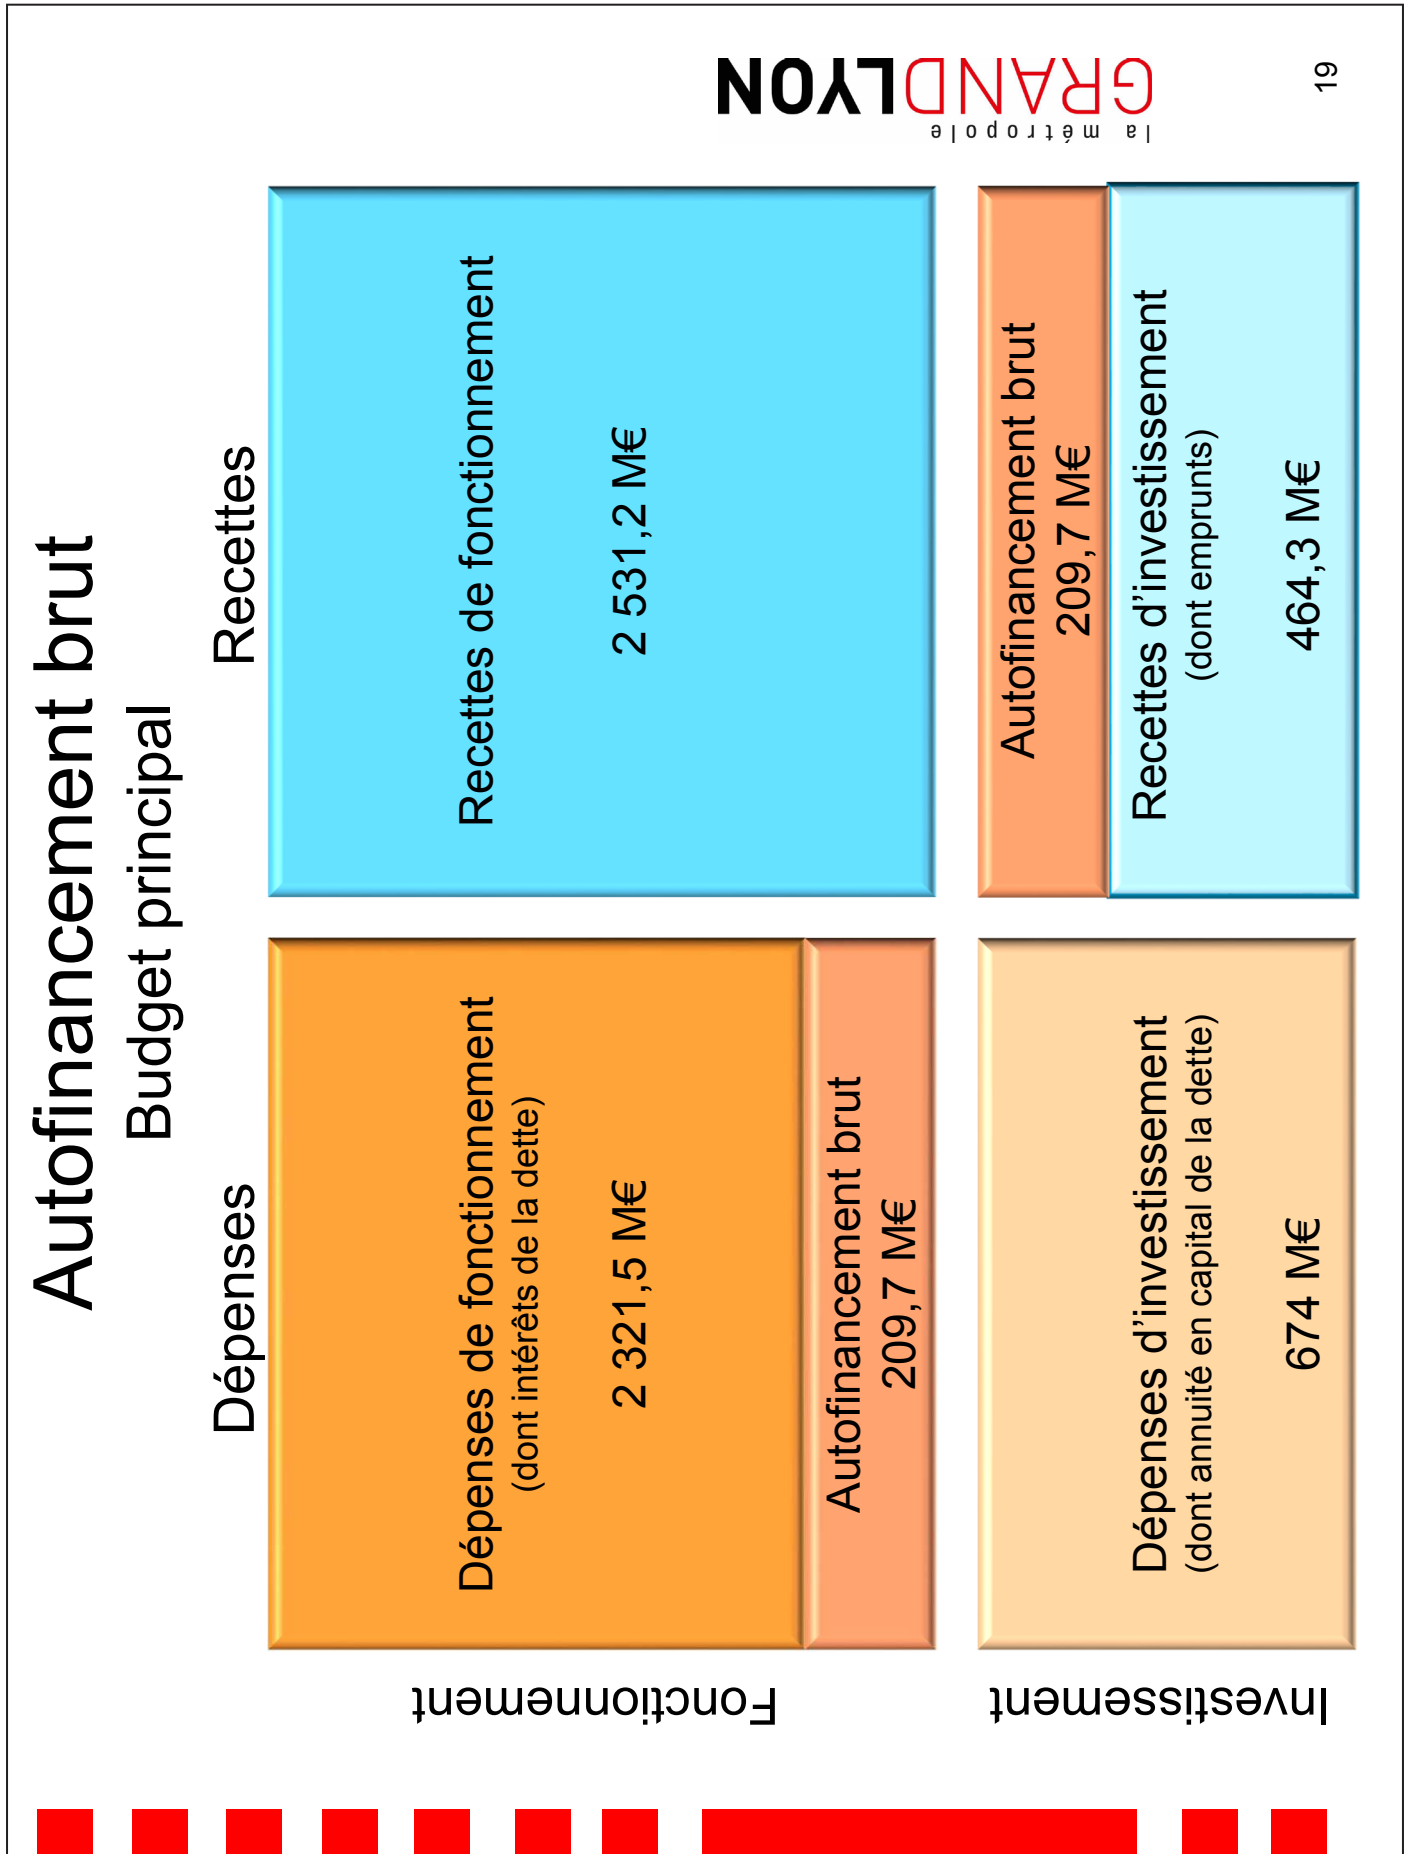 Autofinancement brut
Budget principal
Dépenses
Recettes
Fonctionnement
Dépenses de fonctionnement
(dont intérêts de la dette)
2 321,5 M€
Autofinancement brut
209,7 M€
Recettes de fonctionnement
2 531,2 M€
Investissement
Dépenses d’investissement
(dont annuité en capital de la dette)
674 M€
Autofinancement brut
209,7 M€
Recettes d’investissement
(dont emprunts)
464,3 M€
la métropole
GRANDLYON
19